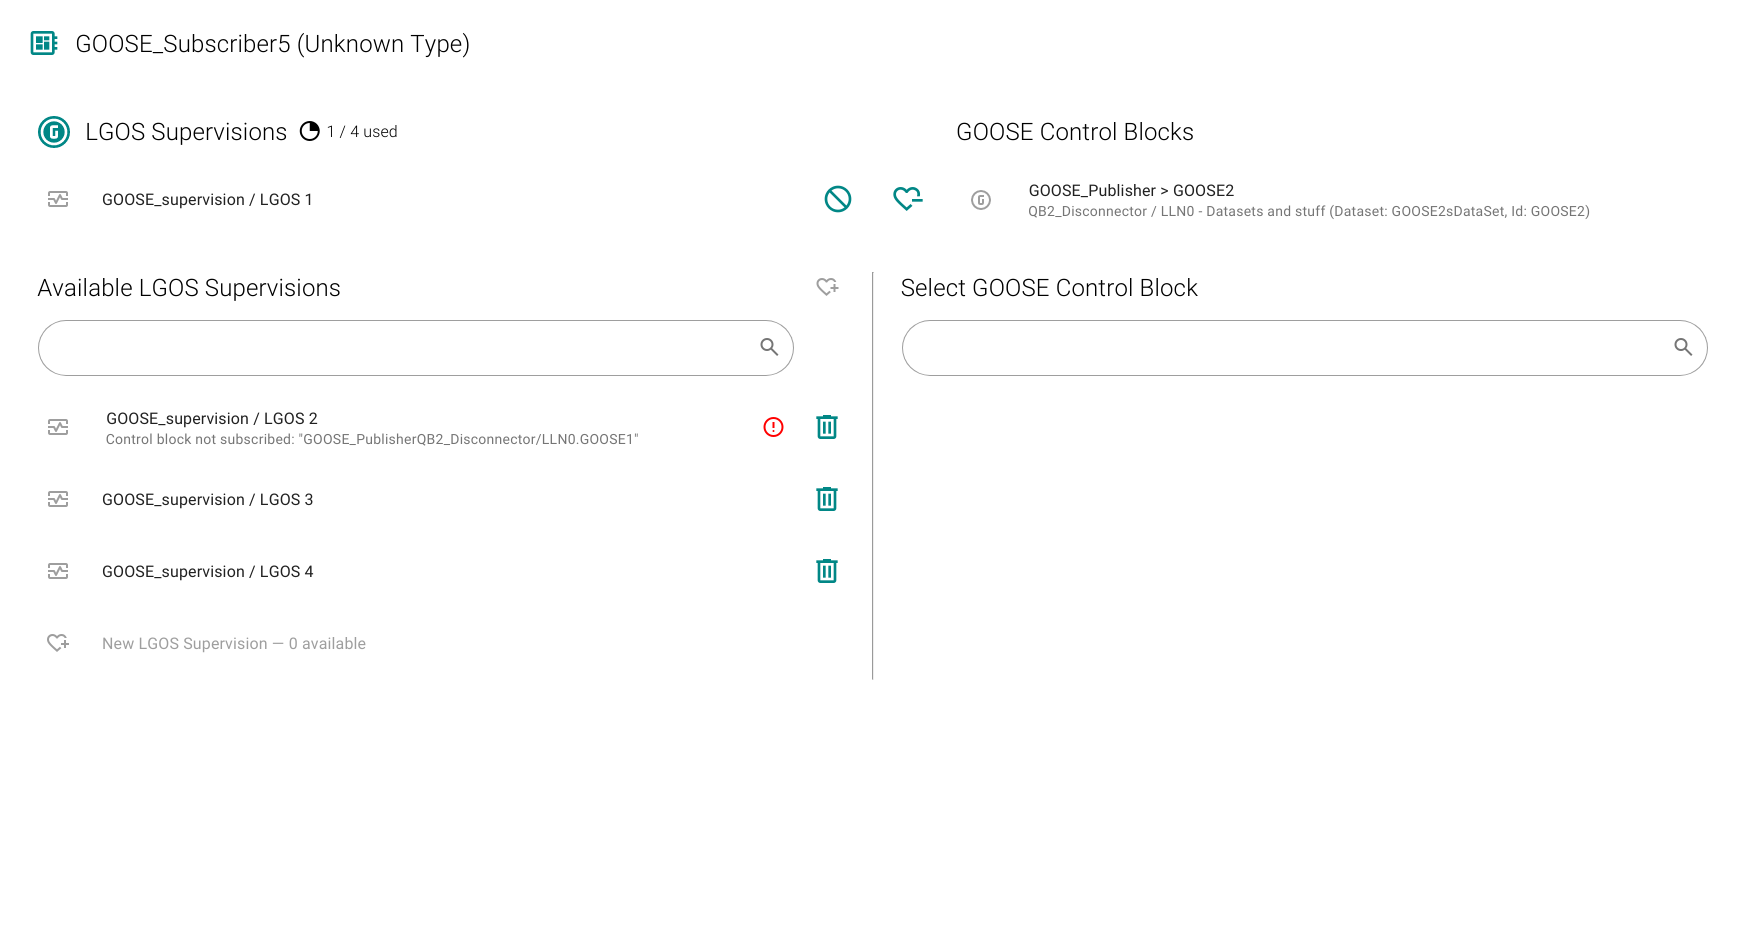 GOOSE_Subscriber5 (Unknown Type)
LGOS Supervisions 1 / 4 used
GOOSE Control Blocks
GOOSE_supervision / LGOS 1
GOOSE_Publisher > GOOSE2
QB2_Disconnector / LLN0 - Datasets and stuff (Dataset: GOOSE2sDataSet, Id: GOOSE2)
Available LGOS Supervisions
GOOSE_supervision / LGOS 2
Control block not subscribed: "GOOSE_PublisherQB2_Disconnector/LLN0.GOOSE1"
GOOSE_supervision / LGOS 3
GOOSE_supervision / LGOS 4
New LGOS Supervision — 0 available
Select GOOSE Control Block